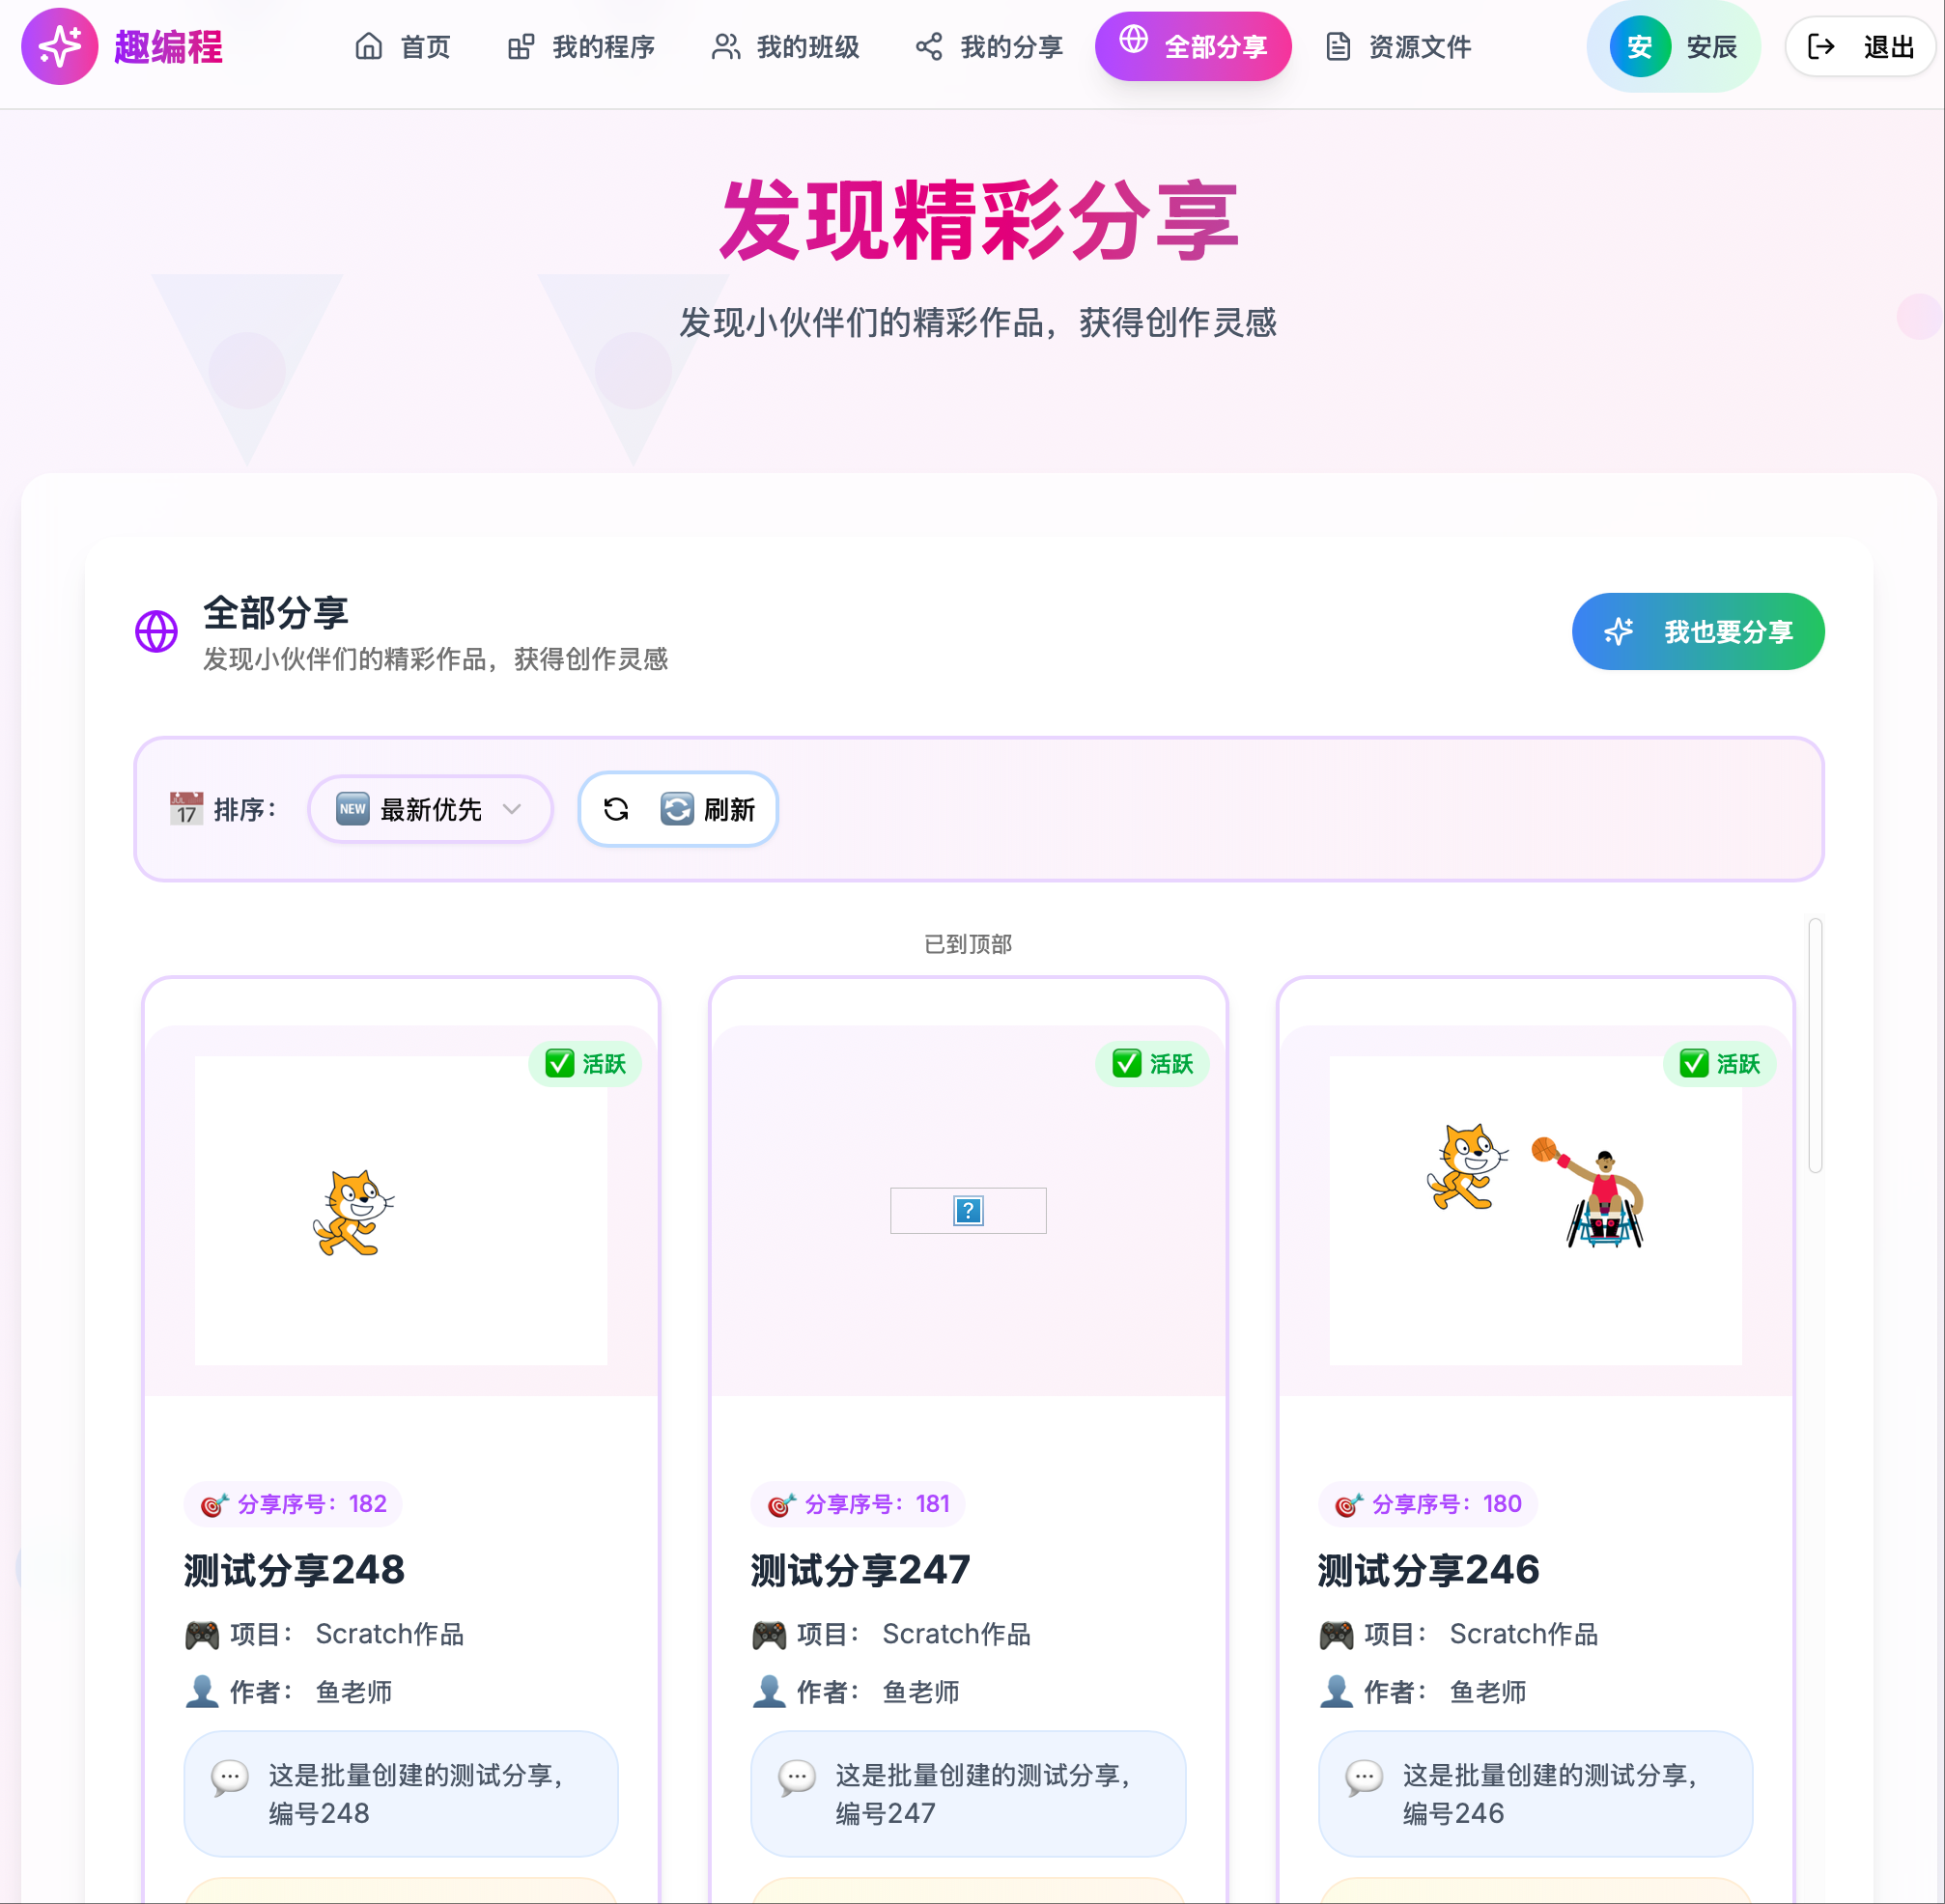 趣编程
首页
我的程序
我的班级
我的分享
全部分享
资源文件
安
安辰
退出
发现精彩分享
发现小伙伴们的精彩作品，获得创作灵感
全部分享
发现小伙伴们的精彩作品，获得创作灵感
我也要分享
排序：
最新优先
刷新
已到顶部
活跃
活跃
活跃
分享序号：182
测试分享248
项目： Scratch作品
作者： 鱼老师
这是批量创建的测试分享，
编号248
分享序号：181
测试分享247
项目： Scratch作品
作者： 鱼老师
这是批量创建的测试分享，
编号247
分享序号：180
测试分享246
项目： Scratch作品
作者： 鱼老师
这是批量创建的测试分享，
编号246